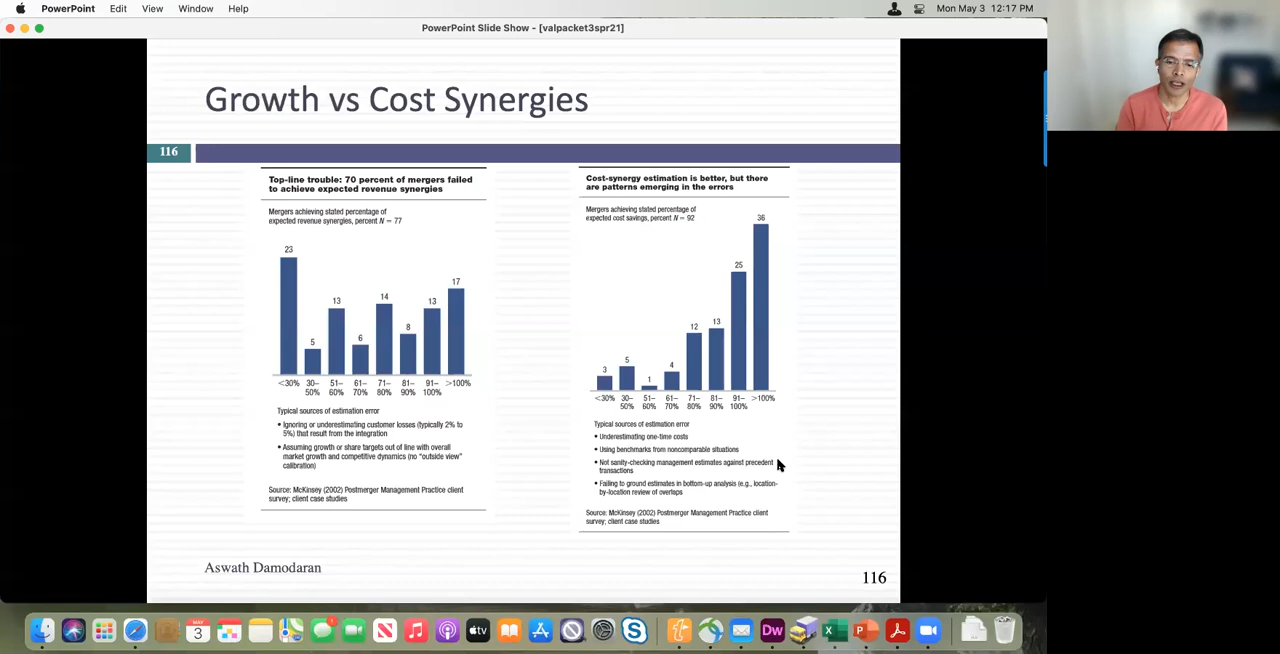 PowerPoint Edit View Window Help Mon May 3 12:17 PM
PowerPoint Slide Show - [valpacket3spr21]
Growth vs Cost Synergies
116
Top-line trouble: 70 percent of mergers failed
to achieve expected revenue synergies
Mergers achieving stated percentage of
expected revenue synergies, percent N = 77
23
5
13
6
14
8
13
17
<30% 30– 51– 61– 71– 81– 91– >100%
50% 60% 70% 80% 90% 100%
Typical sources of estimation error
• Ignoring or underestimating customer losses (typically 2% to
5%) that result from the integration
• Assuming growth or share targets out of line with overall
market growth and competitive dynamics (no "outside view"
calibration)
Source: McKinsey (2002) Postmerger Management Practice client
survey; client case studies
Cost-synergy estimation is better, but there
are patterns emerging in the errors
Mergers achieving stated percentage of
expected cost savings, percent N = 92
3
5
1
4
12
13
25
36
<30% 30– 51– 61– 71– 81– 91– >100%
50% 60% 70% 80% 90% 100%
Typical sources of estimation error
• Underestimating one-time costs
• Using benchmarks from noncomparable situations
• Not sanity-checking management estimates against precedent
transactions
• Failing to ground estimates in bottom-up analysis (e.g., location-
by-location review of overlaps
Source: McKinsey (2002) Postmerger Management Practice client
survey; client case studies
Aswath Damodaran
116
MAY
3
tv
Dw